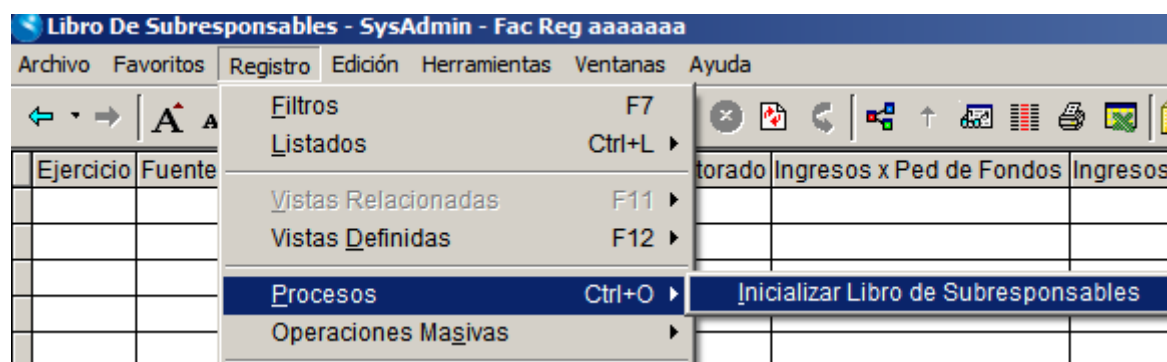 Libro De Subresponsables - SysAdmin - Fac Reg aaaaaaa
Archivo Favoritos Registro Edición Herramientas Ventanas Ayuda
A A
Filtros F7
Listados Ctrl+L
Ejercicio Fuente torado Ingresos x Ped de Fondos Ingresos
Vistas Relacionadas F11
Vistas Definidas F12
Procesos Ctrl+O Inicializar Libro de Subresponsables
Operaciones Masivas